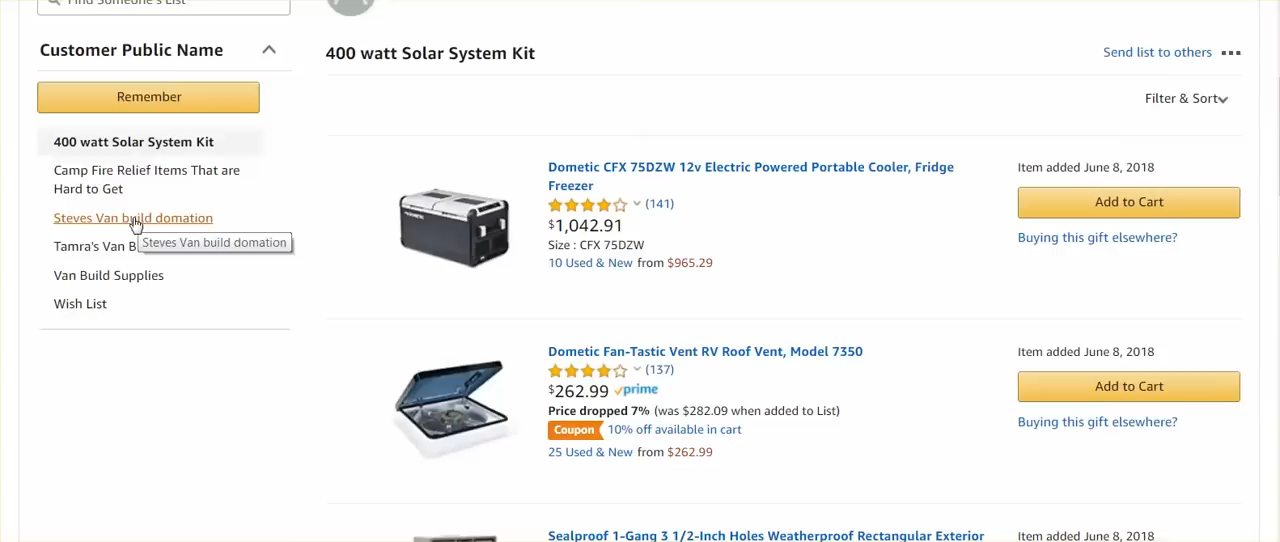 Find Someone's List
Customer Public Name
Remember
400 watt Solar System Kit
Camp Fire Relief Items That are
Hard to Get
Steves Van build domation
Steves Van build domation
Tamra's Van B
Van Build Supplies
Wish List
400 watt Solar System Kit
Send list to others
Filter & Sort
Dometic CFX 75DZW 12v Electric Powered Portable Cooler, Fridge
Freezer
(141)
$1,042.91
Size : CFX 75DZW
10 Used & New from $965.29
Item added June 8, 2018
Add to Cart
Buying this gift elsewhere?
Dometic Fan-Tastic Vent RV Roof Vent, Model 7350
(137)
$262.99 prime
Price dropped 7% (was $282.09 when added to List)
Coupon 10% off available in cart
25 Used & New from $262.99
Item added June 8, 2018
Add to Cart
Buying this gift elsewhere?
Sealproof 1-Gang 3 1/2-Inch Holes Weatherproof Rectangular Exterior
Item added June 8, 2018